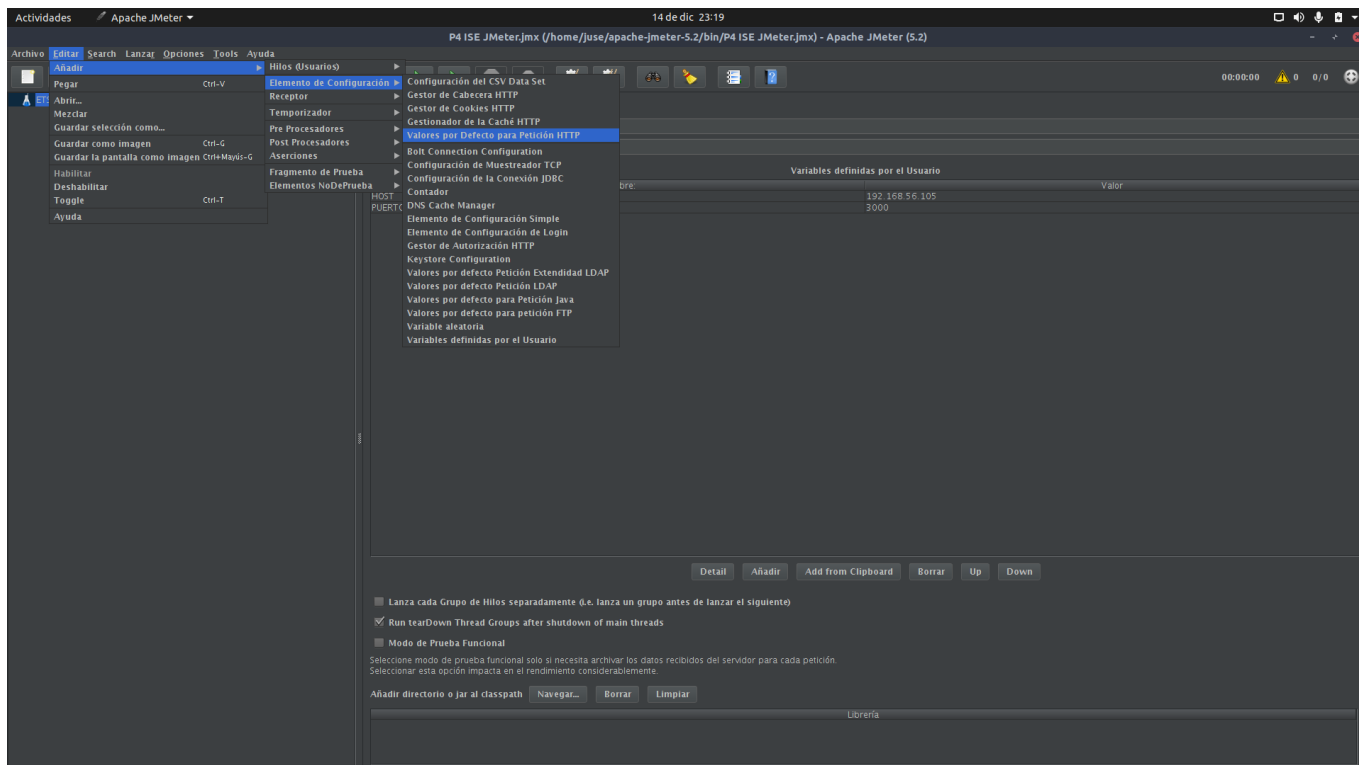 Actividades Apache JMeter 14 de dic 23:19
P4 ISE JMeter.jmx (/home/juse/apache-jmeter-5.2/bin/P4 ISE JMeter.jmx) - Apache JMeter (5.2)
Archivo Editar Search Lanzar Opciones Tools Ayuda
00:00:00 0 0/0
Añadir
Pegar Ctrl-V
Abrir...
Mezclar
Guardar selección como...
Guardar como imagen Ctrl-G
Guardar la pantalla como imagen Ctrl+Mayús-G
Habilitar
Deshabilitar
Toggle Ctrl-T
Ayuda
Hilos (Usuarios)
Elemento de Configuración
Receptor
Temporizador
Pre Procesadores
Post Procesadores
Aserciones
Fragmento de Prueba
Elementos NoDePrueba
Configuración del CSV Data Set
Gestor de Cabecera HTTP
Gestor de Cookies HTTP
Gestionador de la Caché HTTP
Valores por Defecto para Petición HTTP
Bolt Connection Configuration
Configuración de Muestreador TCP
Configuración de la Conexión JDBC
Contador
DNS Cache Manager
Elemento de Configuración Simple
Elemento de Configuración de Login
Gestor de Autorización HTTP
Keystore Configuration
Valores por defecto Petición Extendidad LDAP
Valores por defecto Petición LDAP
Valores por defecto para Petición Java
Valores por defecto para petición FTP
Variable aleatoria
Variables definidas por el Usuario
Variables definidas por el Usuario
bre: Valor
HOST 192.168.56.105
PUERTO 3000
Detail Añadir Add from Clipboard Borrar Up Down
Lanza cada Grupo de Hilos separadamente (i.e. lanza un grupo antes de lanzar el siguiente)
Run tearDown Thread Groups after shutdown of main threads
Modo de Prueba Funcional
Seleccione modo de prueba funcional solo si necesita archivar los datos recibidos del servidor para cada petición.
Seleccionar esta opción impacta en el rendimiento considerablemente.
Añadir directorio o jar al classpath Navegar... Borrar Limpiar
Librería